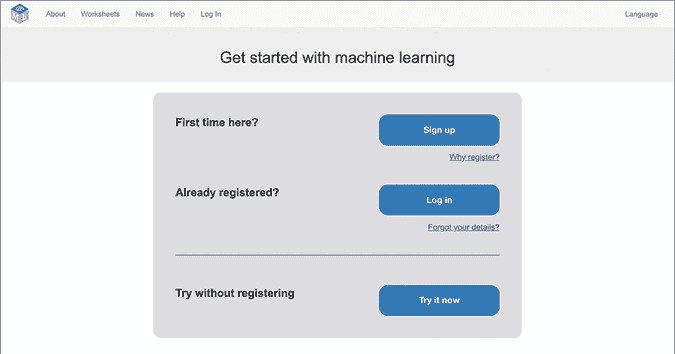 About Worksheets News Help Log In Language
Get started with machine learning
First time here?
Sign up
Why register?
Already registered?
Log in
Forgot your details?
Try without registering
Try it now